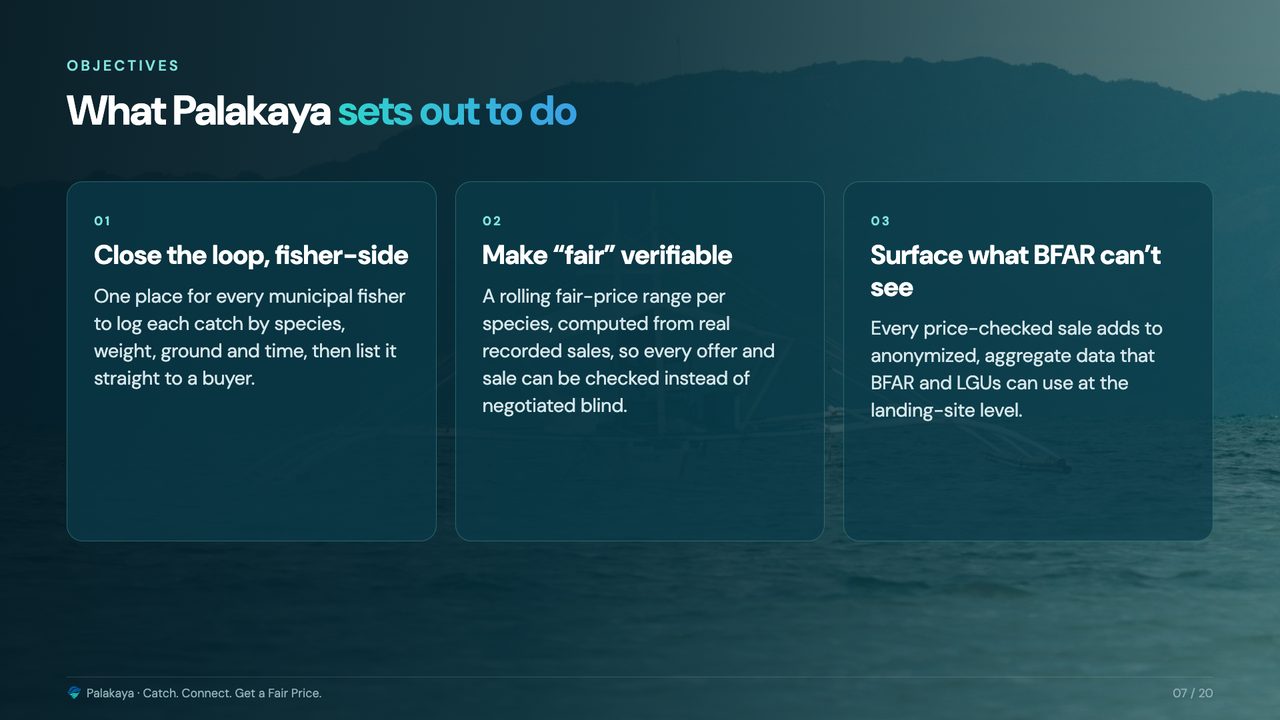 OBJECTIVES
What Palakaya sets out to do
01
Close the loop, fisher-side
One place for every municipal fisher
to log each catch by species,
weight, ground and time, then list it
straight to a buyer.
02
Make “fair” verifiable
A rolling fair-price range per
species, computed from real
recorded sales, so every offer and
sale can be checked instead of
negotiated blind.
03
Surface what BFAR can’t
see
Every price-checked sale adds to
anonymized, aggregate data that
BFAR and LGUs can use at the
landing-site level.
Palakaya · Catch. Connect. Get a Fair Price.
07 / 20